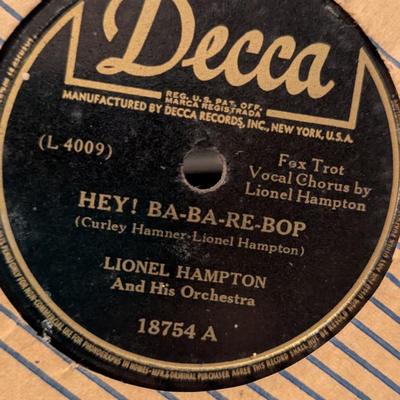 Decca
REG. U.S. PAT. OFF.
MARCA REGISTRADA
MANUFACTURED BY DECCA RECORDS, INC., NEW YORK, U.S.A.
(L 4009)
Fox Trot
Vocal Chorus by
Lionel Hampton
HEY! BA-BA-RE-BOP
(Curley Hamner-Lionel Hampton)
LIONEL HAMPTON
And His Orchestra
18754 A